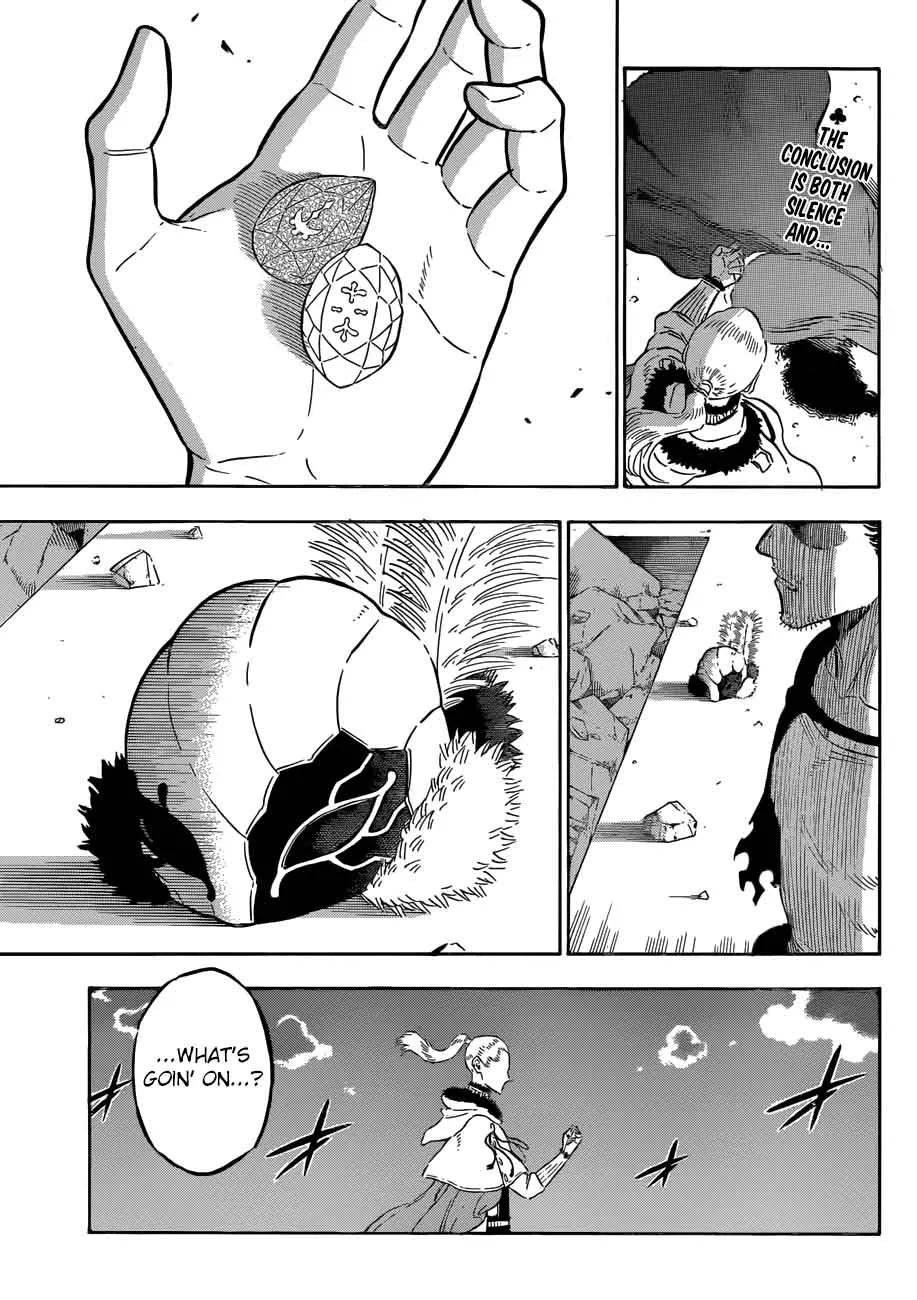 THE
CONCLUSION
IS BOTH
SILENCE
AND...
...WHAT'S
GOIN' ON...?